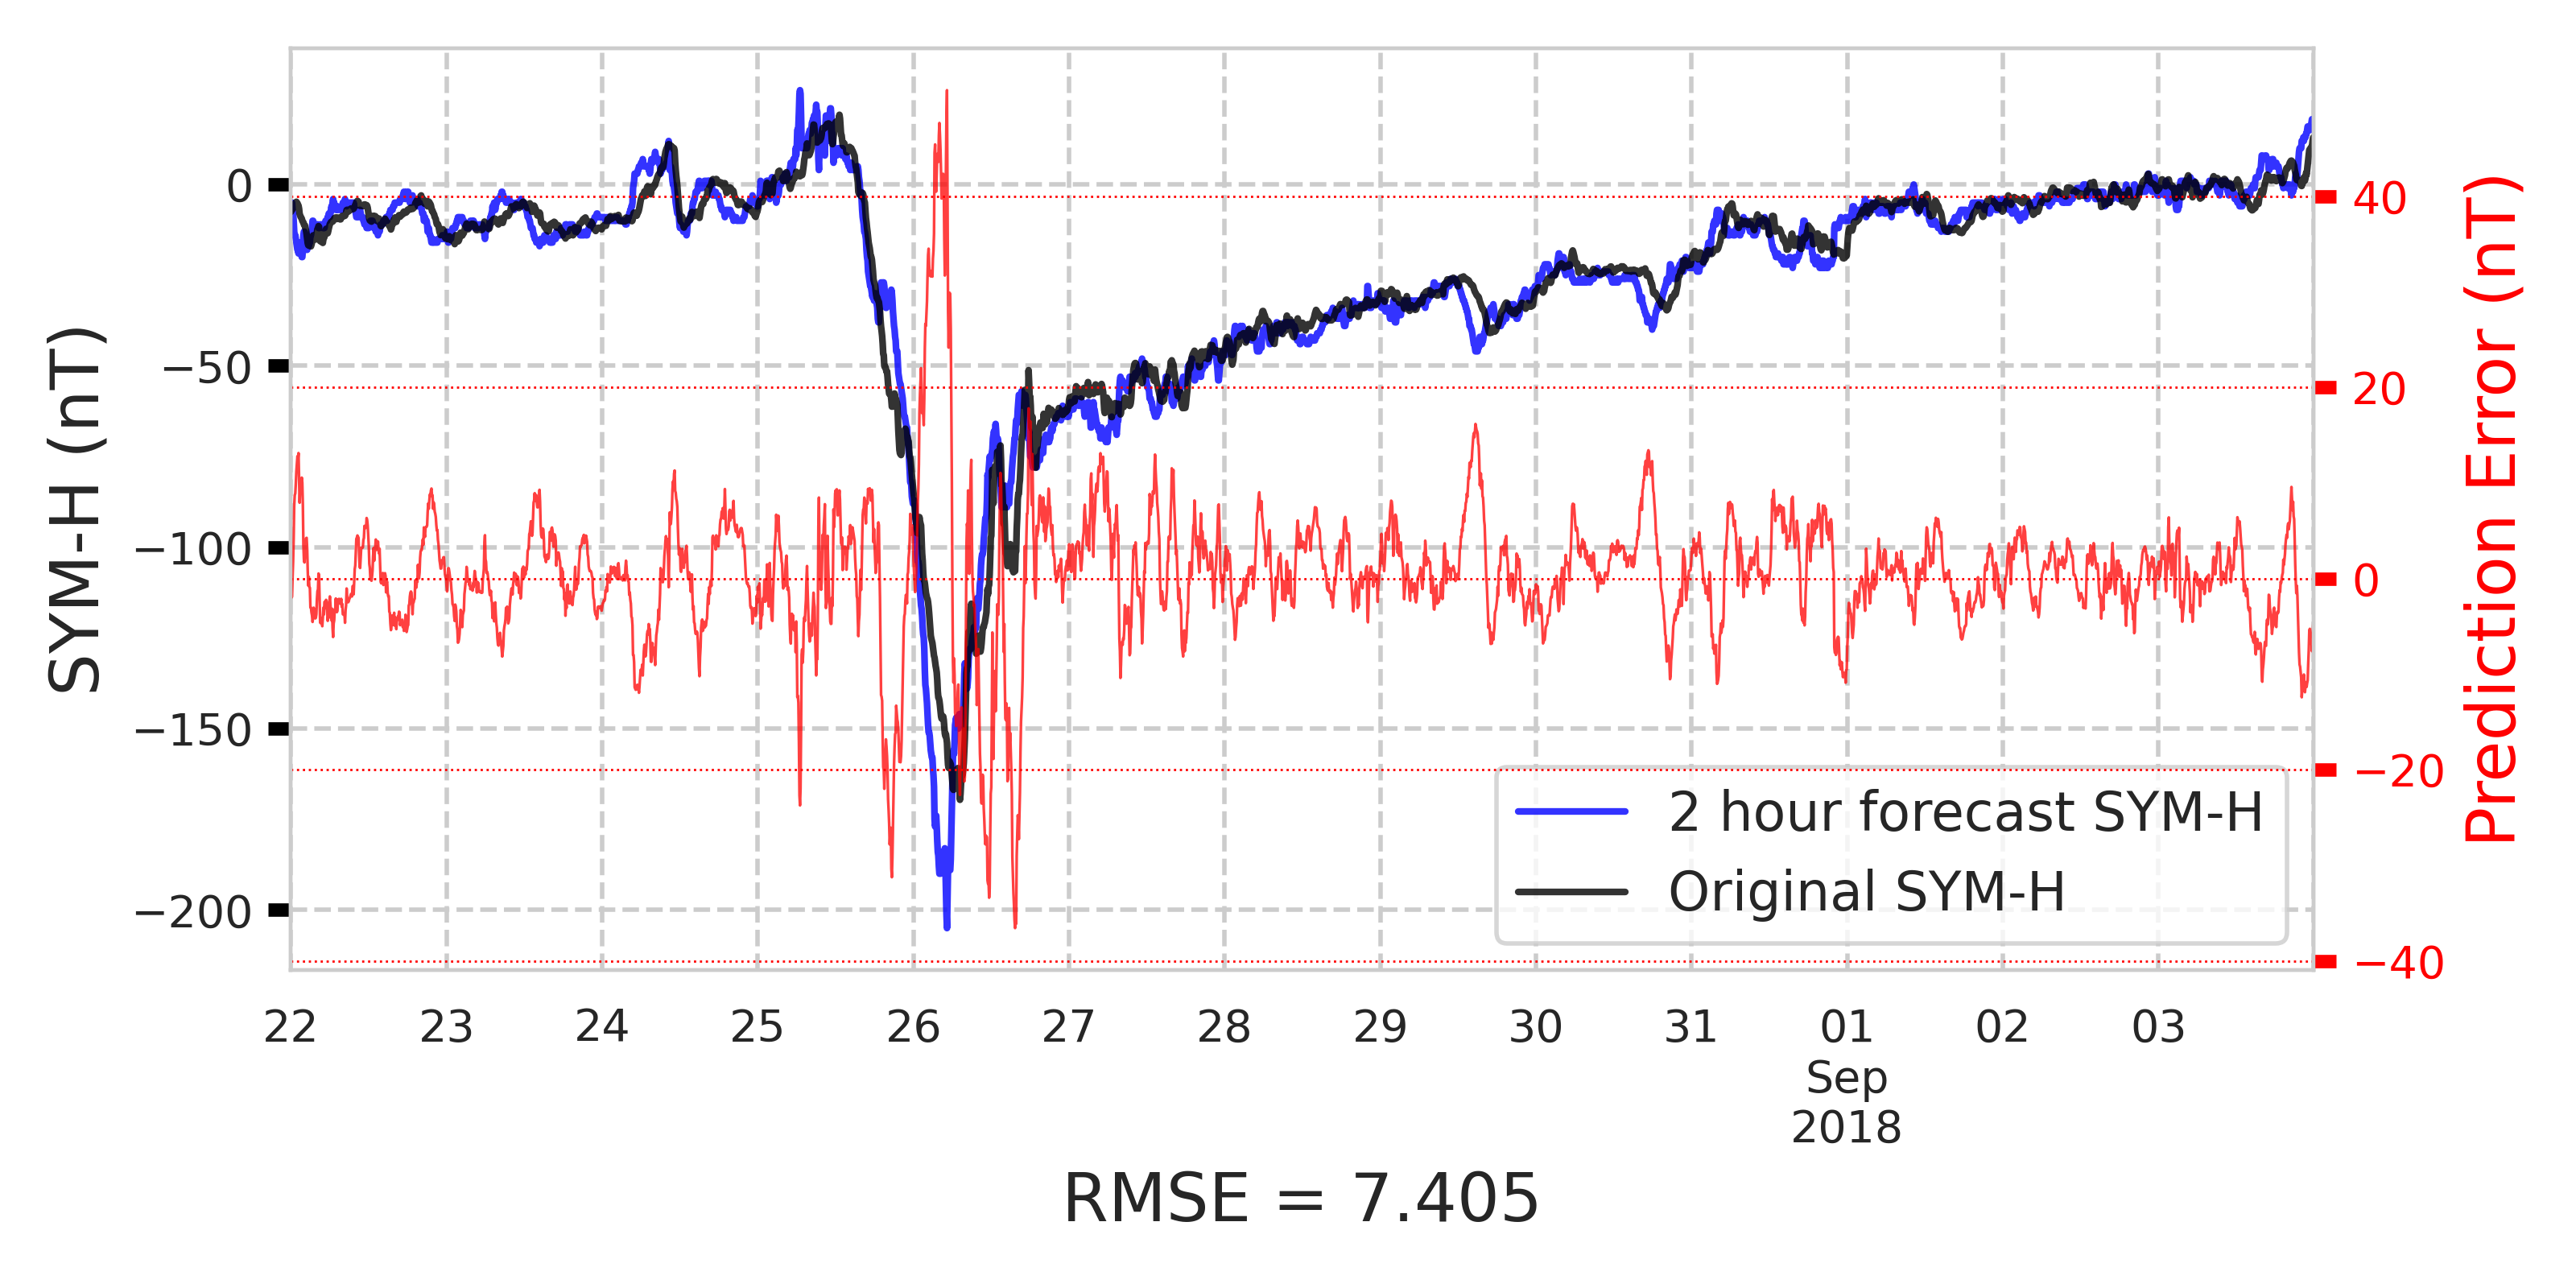 SYM-H (nT)
0
−50
−100
−150
−200
Prediction Error (nT)
40
20
0
−20
−40
2 hour forecast SYM-H
Original SYM-H
22 23 24 25 26 27 28 29 30 31 01 02 03
Sep
2018
RMSE = 7.405